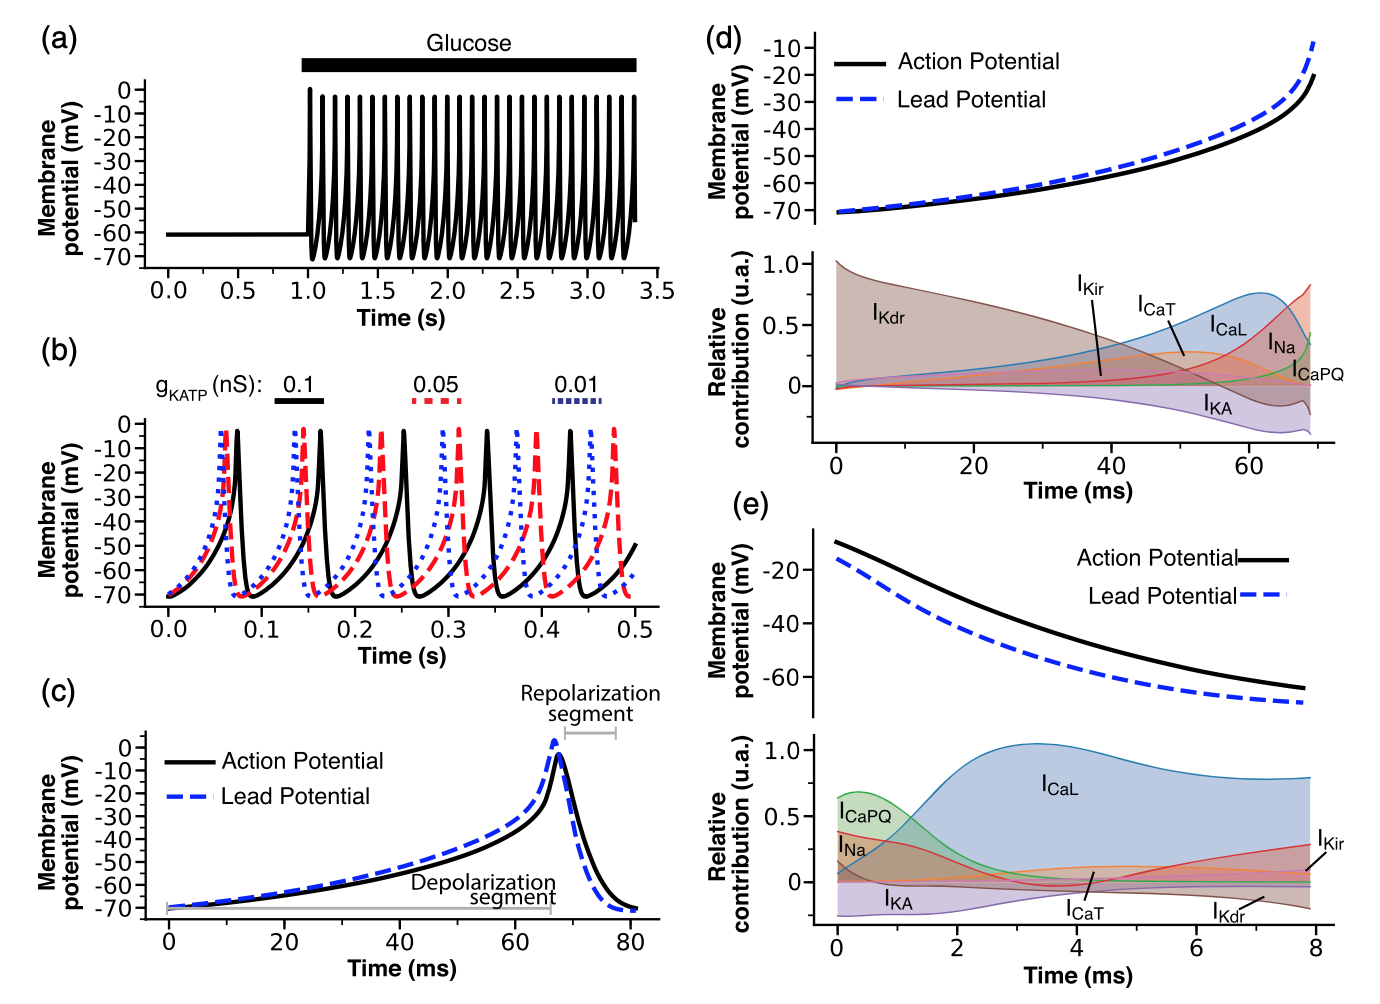 (a)
Glucose
0
-10
-20
-30
-40
-50
-60
-70
Membrane
potential (mV)
0.0 0.5 1.0 1.5 2.0 2.5 3.0 3.5
Time (s)
(b)
gKATP (nS): 0.1 0.05 0.01
0
-10
-20
-30
-40
-50
-60
-70
Membrane
potential (mV)
0.0 0.1 0.2 0.3 0.4 0.5
Time (s)
(c)
Repolarization
segment
Action Potential
Lead Potential
Depolarization
segment
0
-10
-20
-30
-40
-50
-60
-70
Membrane
potential (mV)
0 20 40 60 80
Time (ms)
(d)
Action Potential
Lead Potential
-10
-20
-30
-40
-50
-60
-70
Membrane
potential (mV)
1.0
0.5
0
Relative
contribution (u.a.)
IKdr
IKir
ICaT
ICaL
INa
ICaPQ
IKA
0 20 40 60
Time (ms)
(e)
Action Potential
Lead Potential
-20
-40
-60
Membrane
potential (mV)
1.0
0.5
0
Relative
contribution (u.a.)
ICaL
ICaPQ
INa
IKir
IKA
ICaT
IKdr
0 2 4 6 8
Time (ms)